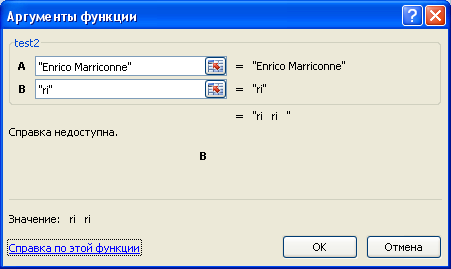 Аргументы функции
test2
A "Enrico Marriconne" = "Enrico Marriconne"
B "ri" = "ri"
= "ri   ri   "
Справка недоступна.
B
Значение: ri   ri
Справка по этой функции
OK
Отмена